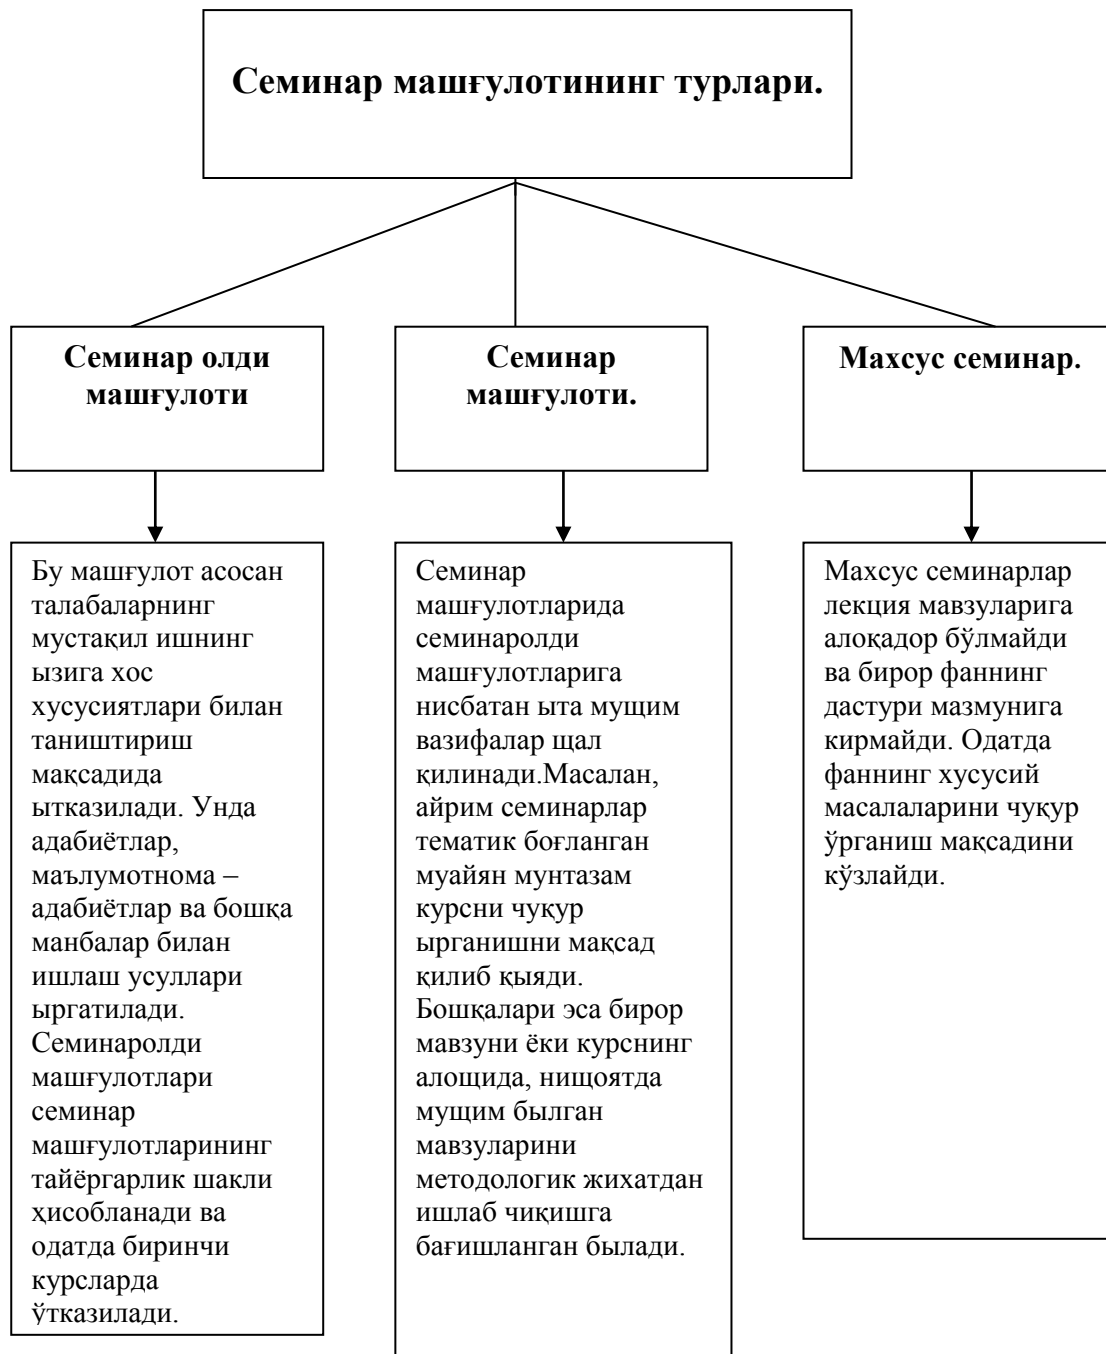 Семинар машғулотининг турлари.
Семинар олди
машғулоти
Бу машғулот асосан
талабаларнинг
мустақил ишнинг
ызига хос
хусусиятлари билан
таништириш
мақсадида
ытказилади. Унда
адабиётлар,
маълумотнома –
адабиётлар ва бошқа
манбалар билан
ишлаш усуллари
ыргатилади.
Семинаролди
машғулотлари
семинар
машғулотларининг
тайёргарлик шакли
ҳисобланади ва
одатда биринчи
курсларда
ўтказилади.
Семинар
машғулоти.
Семинар
машғулотларида
семинаролди
машғулотларига
нисбатан ыта мущим
вазифалар щал
қилинади.Масалан,
айрим семинарлар
тематик боғланган
муайян мунтазам
курсни чуқур
ырганишни мақсад
қилиб қыяди.
Бошқалари эса бирор
мавзуни ёки курснинг
алощида, нищоятда
мущим былган
мавзуларини
методологик жихатдан
ишлаб чиқишга
бағишланган былади.
Махсус семинар.
Махсус семинарлар
лекция мавзуларига
алоқадор бўлмайди
ва бирор фаннинг
дастури мазмунига
кирмайди. Одатда
фаннинг хусусий
масалаларини чуқур
ўрганиш мақсадини
кўзлайди.